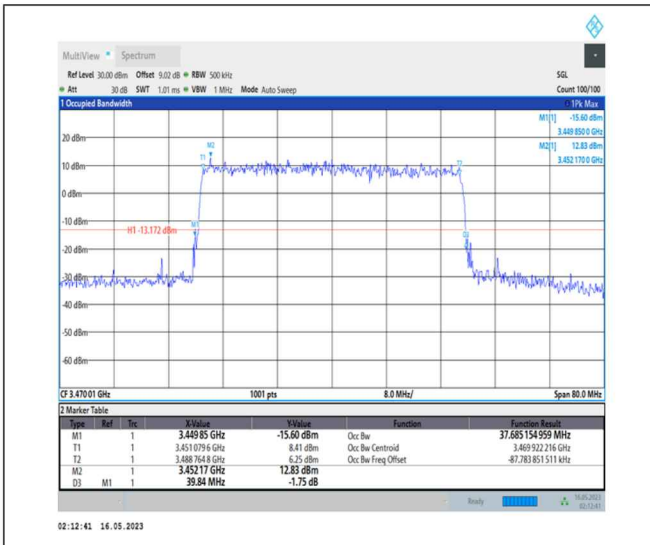 MultiView Spectrum
Ref Level 30.00 dBm Offset 9.02 dB RBW 500 kHz SGL
Att 30 dB SWT 1.01 ms VBW 1 MHz Mode Auto Sweep Count 100/100
1 Occupied Bandwidth 1Pk Max
M1[1] -15.60 dBm
3.449 850 0 GHz
M2[1] 12.83 dBm
3.452 170 0 GHz
20 dBm
M2
T1 T2
10 dBm
0 dBm
-10 dBm
M1
H1 -13.172 dBm
D3
-20 dBm
-30 dBm
-40 dBm
-50 dBm
-60 dBm
CF 3.470 01 GHz 1001 pts 8.0 MHz/ Span 80.0 MHz
2 Marker Table
Type Ref Trc X-Value Y-Value Function Function Result
M1 1 3.449 85 GHz -15.60 dBm Occ Bw 37.685 154 959 MHz
T1 1 3.451 079 6 GHz 8.41 dBm Occ Bw Centroid 3.469 922 216 GHz
T2 1 3.488 764 8 GHz 6.25 dBm Occ Bw Freq Offset -87.783 851 511 kHz
M2 1 3.452 17 GHz 12.83 dBm
D3 M1 1 39.84 MHz -1.75 dB
Ready 16.05.2023
02:12:41
02:12:41 16.05.2023